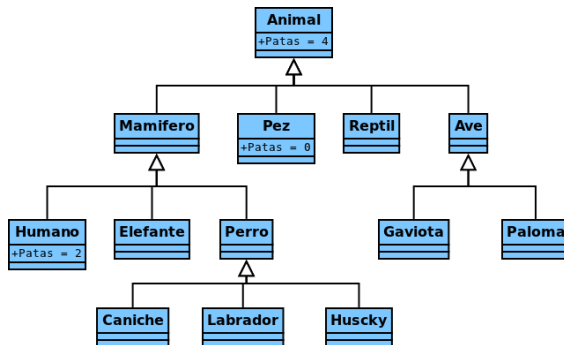 Animal
+Patas = 4
Mamifero
Pez
+Patas = 0
Reptil
Ave
Humano
+Patas = 2
Elefante
Perro
Gaviota
Paloma
Caniche
Labrador
Huscky